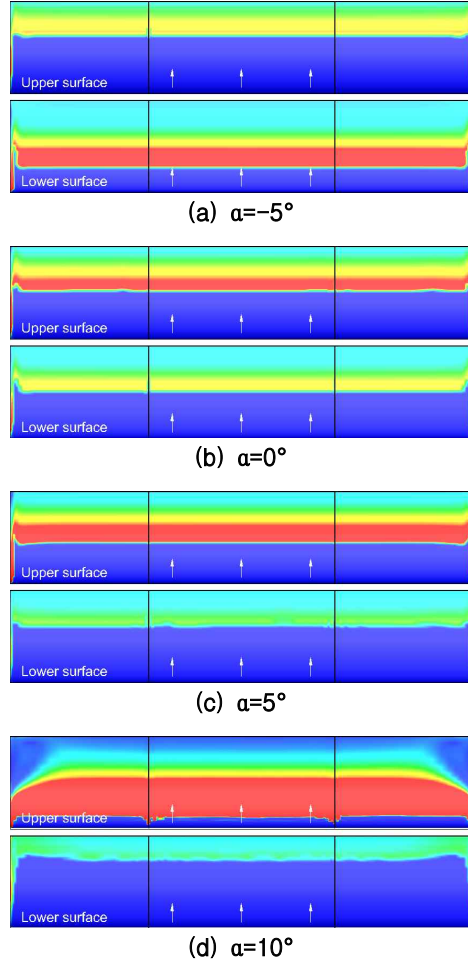 Upper surface
Lower surface
(a) α=-5°
Upper surface
Lower surface
(b) α=0°
Upper surface
Lower surface
(c) α=5°
Upper surface
Lower surface
(d) α=10°